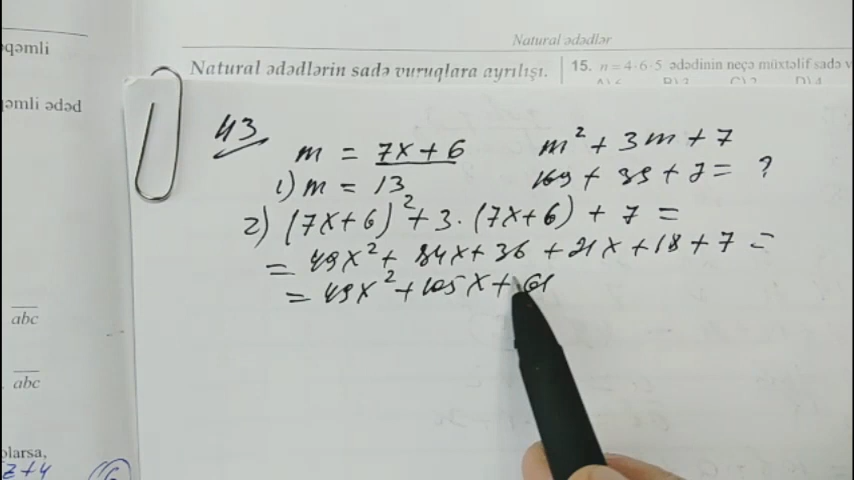 Natural ədədlər
qəmli
Natural ədədlərin sadə vuruqlara ayrılışı.
15. n = 4·6·5 ədədinin neçə müxtəlif sadə v
əmli ədəd
43
m = 7x + 6
m² + 3m + 7
1) m = 13
169 + 39 + 7 = ?
2) (7x+6)² + 3·(7x+6) + 7 =
= 49x² + 84x + 36 + 21x + 18 + 7 =
= 49x² + 105x + 61
abc
abc
olarsa,
z+4